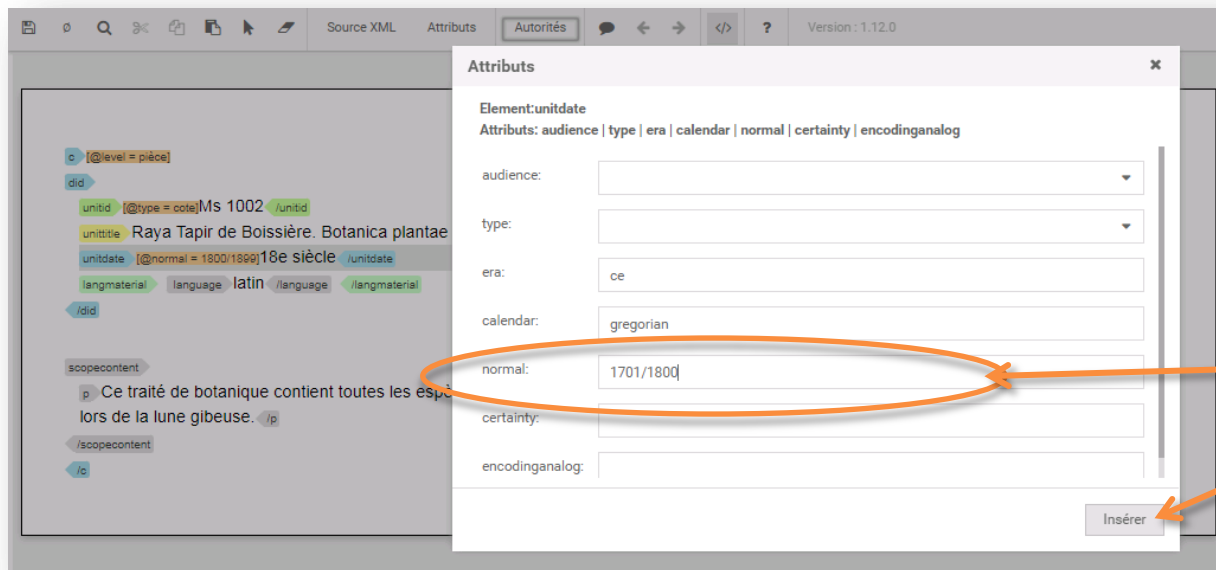 Source XML Attributs Autorités </> ? Version : 1.12.0
Attributs ×
Element:unitdate
Attributs: audience | type | era | calendar | normal | certainty | encodinganalog
audience:
type:
era: ce
calendar: gregorian
normal: 1701/1800
certainty:
encodinganalog:
Insérer
c [@level = pièce]
did
unitid [@type = cote]Ms 1002 /unitid
unittitle Raya Tapir de Boissière. Botanica plantae
unitdate [@normal = 1800/1899]18e siècle /unitdate
langmaterial language latin /language /langmaterial
/did
scopecontent
p Ce traité de botanique contient toutes les espè
lors de la lune gibeuse. /p
/scopecontent
/c